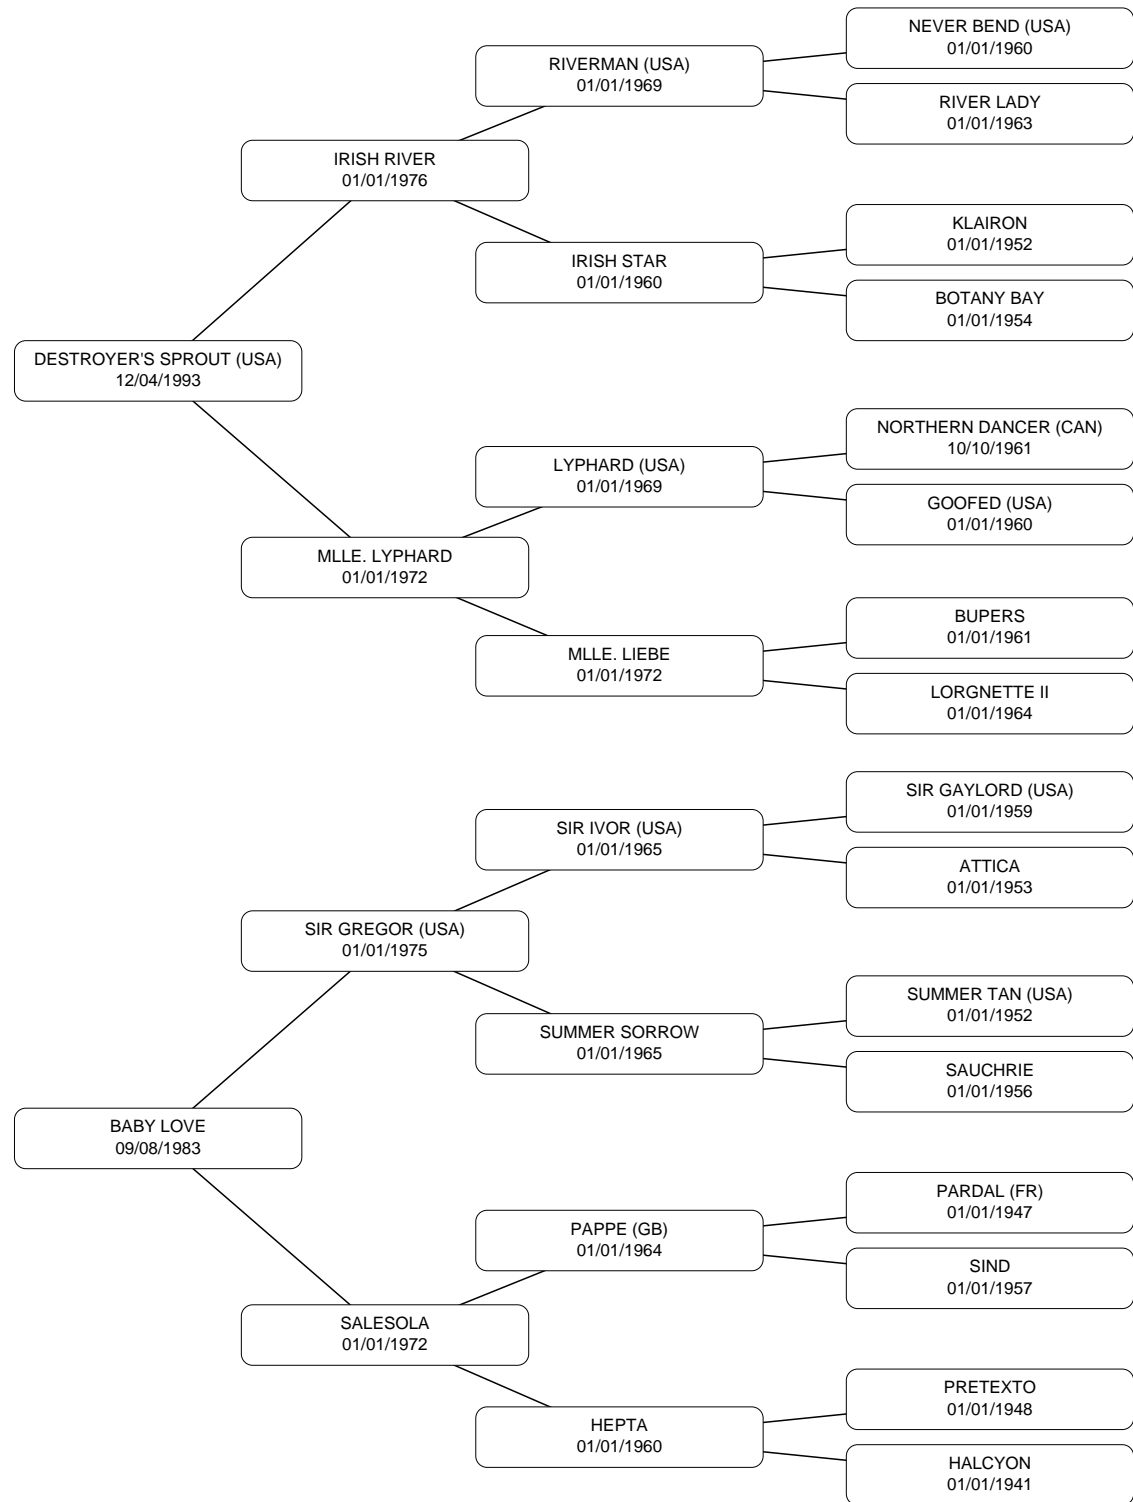 NEVER BEND (USA)
01/01/1960
RIVERMAN (USA)
01/01/1969
RIVER LADY
01/01/1963
IRISH RIVER
01/01/1976
KLAIRON
01/01/1952
IRISH STAR
01/01/1960
BOTANY BAY
01/01/1954
DESTROYER'S SPROUT (USA)
12/04/1993
NORTHERN DANCER (CAN)
10/10/1961
LYPHARD (USA)
01/01/1969
GOOFED (USA)
01/01/1960
MLLE. LYPHARD
01/01/1972
BUPERS
01/01/1961
MLLE. LIEBE
01/01/1972
LORGNETTE II
01/01/1964
SIR GAYLORD (USA)
01/01/1959
SIR IVOR (USA)
01/01/1965
ATTICA
01/01/1953
SIR GREGOR (USA)
01/01/1975
SUMMER TAN (USA)
01/01/1952
SUMMER SORROW
01/01/1965
SAUCHRIE
01/01/1956
BABY LOVE
09/08/1983
PARDAL (FR)
01/01/1947
PAPPE (GB)
01/01/1964
SIND
01/01/1957
SALESOLA
01/01/1972
PRETEXTO
01/01/1948
HEPTA
01/01/1960
HALCYON
01/01/1941